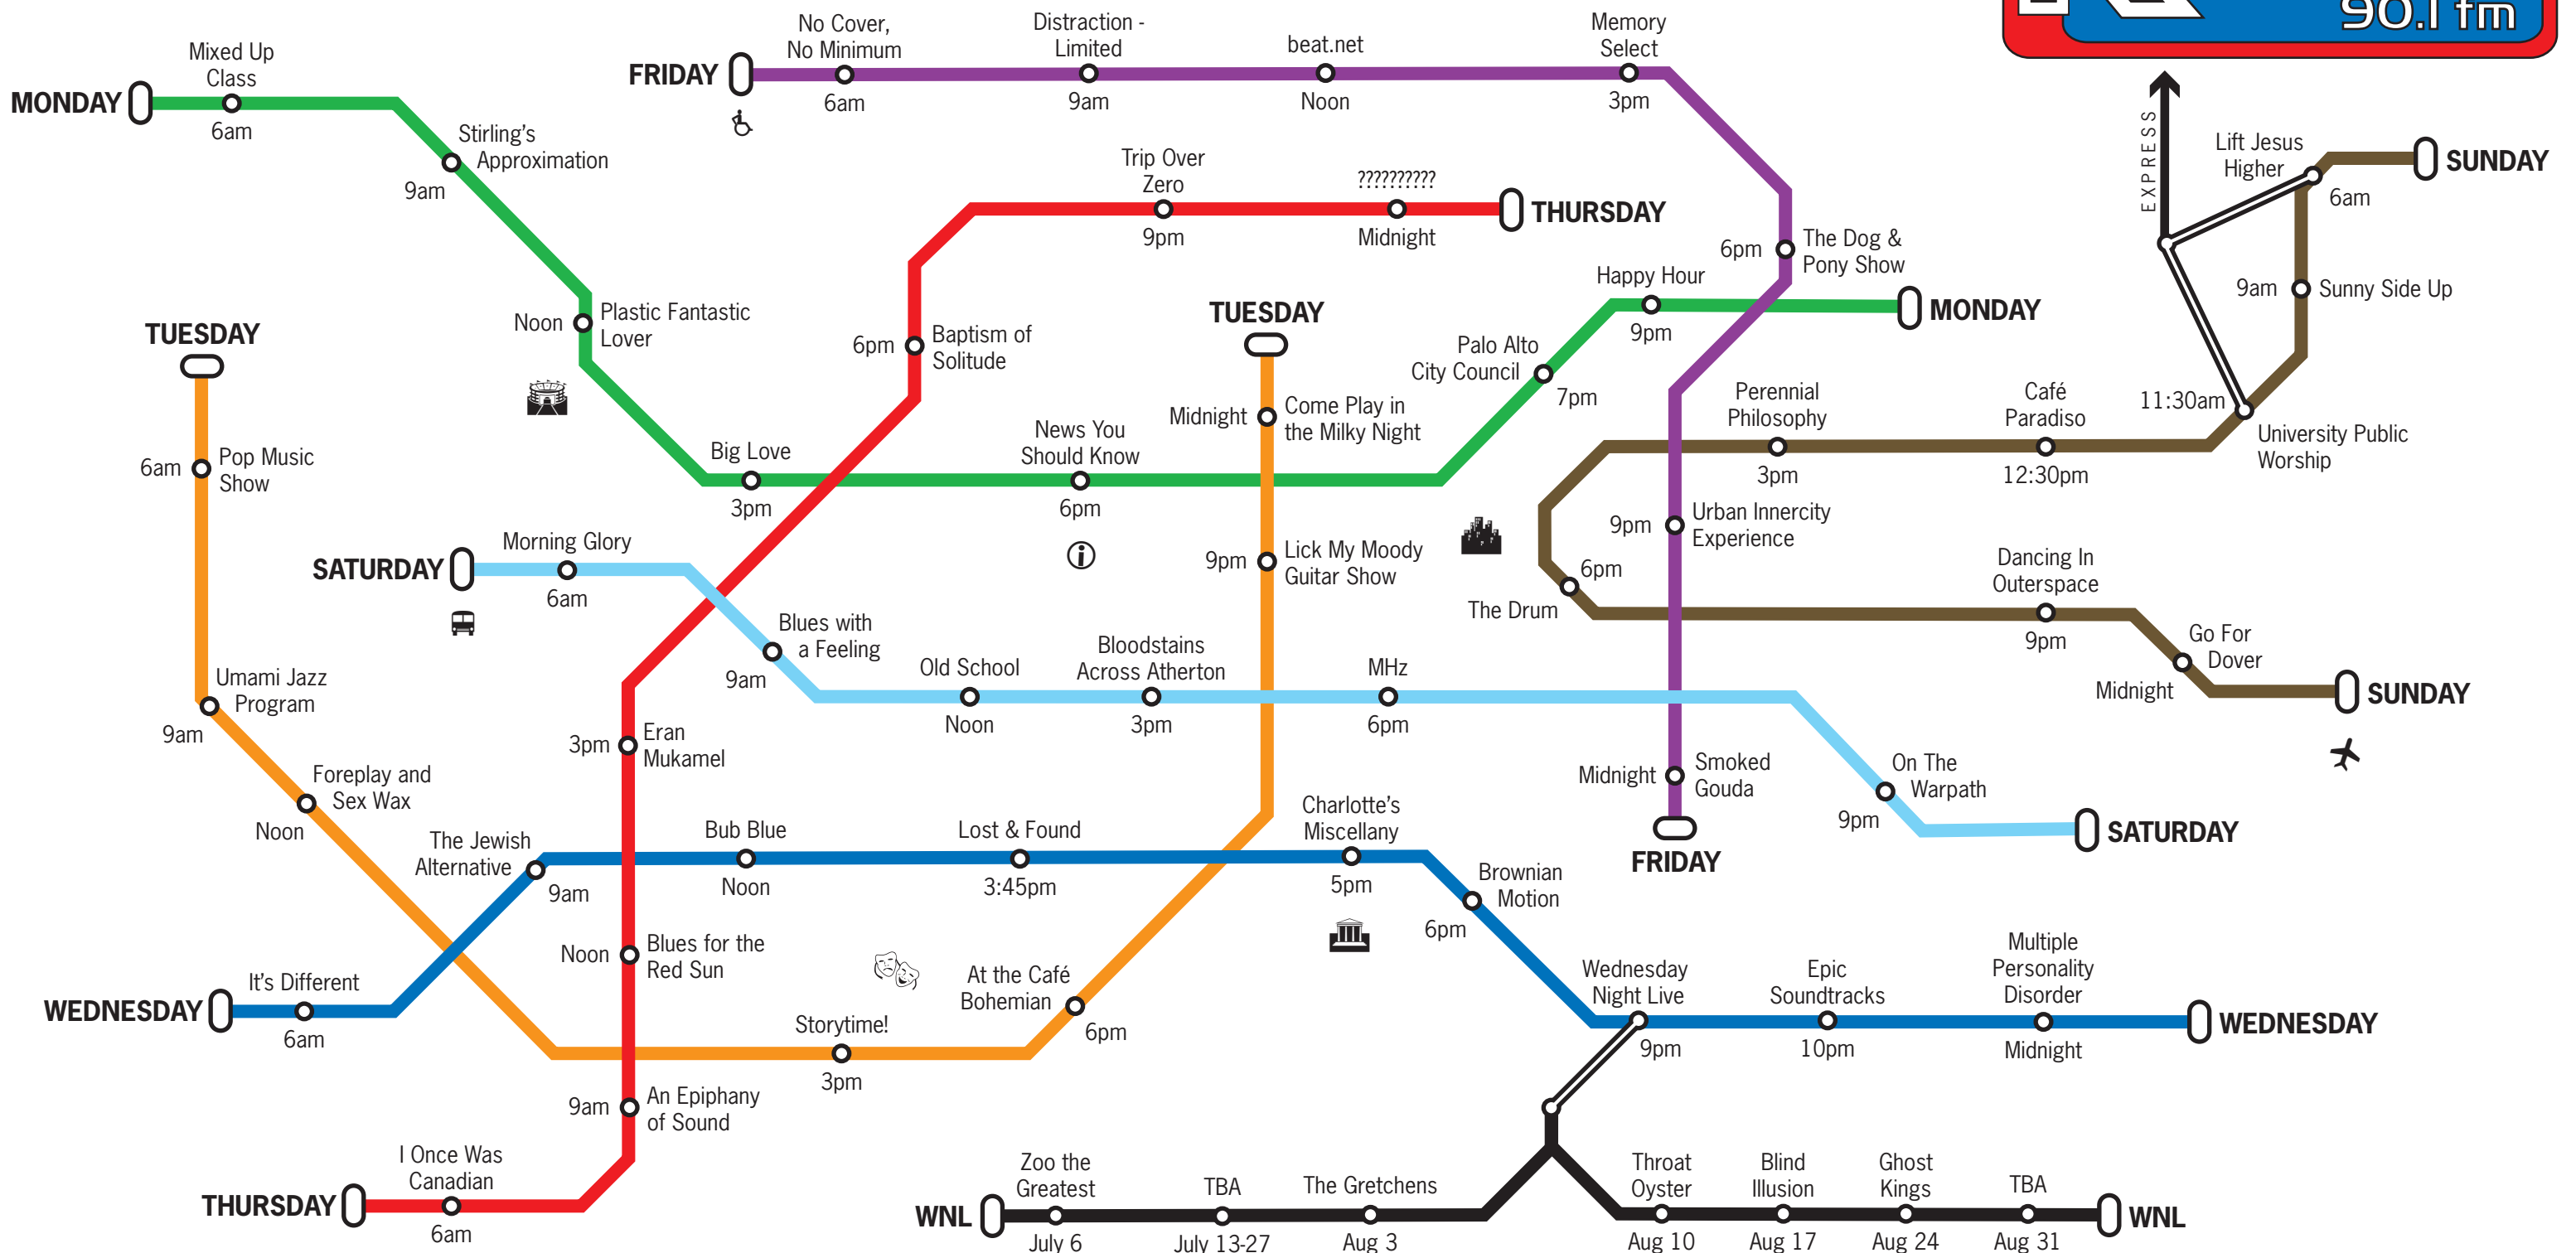 90.1 fm
EXPRESS
MONDAY
Mixed Up
Class
6am
Stirling's
Approximation
9am
Noon
Plastic Fantastic
Lover
Big Love
3pm
News You
Should Know
6pm
Palo Alto
City Council
7pm
Happy Hour
9pm
MONDAY
FRIDAY
No Cover,
No Minimum
6am
Distraction -
Limited
9am
beat.net
Noon
Memory
Select
3pm
6pm
The Dog &
Pony Show
9pm
Urban Innercity
Experience
Midnight
Smoked
Gouda
FRIDAY
THURSDAY
??????????
Midnight
Trip Over
Zero
9pm
6pm
Baptism of
Solitude
3pm
Eran
Mukamel
Noon
Blues for the
Red Sun
9am
An Epiphany
of Sound
I Once Was
Canadian
6am
THURSDAY
TUESDAY
6am
Pop Music
Show
Umami Jazz
Program
9am
Foreplay and
Sex Wax
Noon
Storytime!
3pm
At the Café
Bohemian
6pm
9pm
Lick My Moody
Guitar Show
Midnight
Come Play in
the Milky Night
TUESDAY
SATURDAY
Morning Glory
6am
Blues with
a Feeling
9am
Old School
Noon
Bloodstains
Across Atherton
3pm
MHz
6pm
On The
Warpath
9pm
SATURDAY
SUNDAY
Lift Jesus
Higher
6am
9am
Sunny Side Up
11:30am
University Public
Worship
Café
Paradiso
12:30pm
Perennial
Philosophy
3pm
6pm
The Drum
Dancing In
Outerspace
9pm
Go For
Dover
Midnight
SUNDAY
WEDNESDAY
It's Different
6am
The Jewish
Alternative
9am
Bub Blue
Noon
Lost & Found
3:45pm
Charlotte's
Miscellany
5pm
Brownian
Motion
6pm
Wednesday
Night Live
9pm
Epic
Soundtracks
10pm
Multiple
Personality
Disorder
Midnight
WEDNESDAY
WNL
Zoo the
Greatest
July 6
TBA
July 13-27
The Gretchens
Aug 3
Throat
Oyster
Aug 10
Blind
Illusion
Aug 17
Ghost
Kings
Aug 24
TBA
Aug 31
WNL